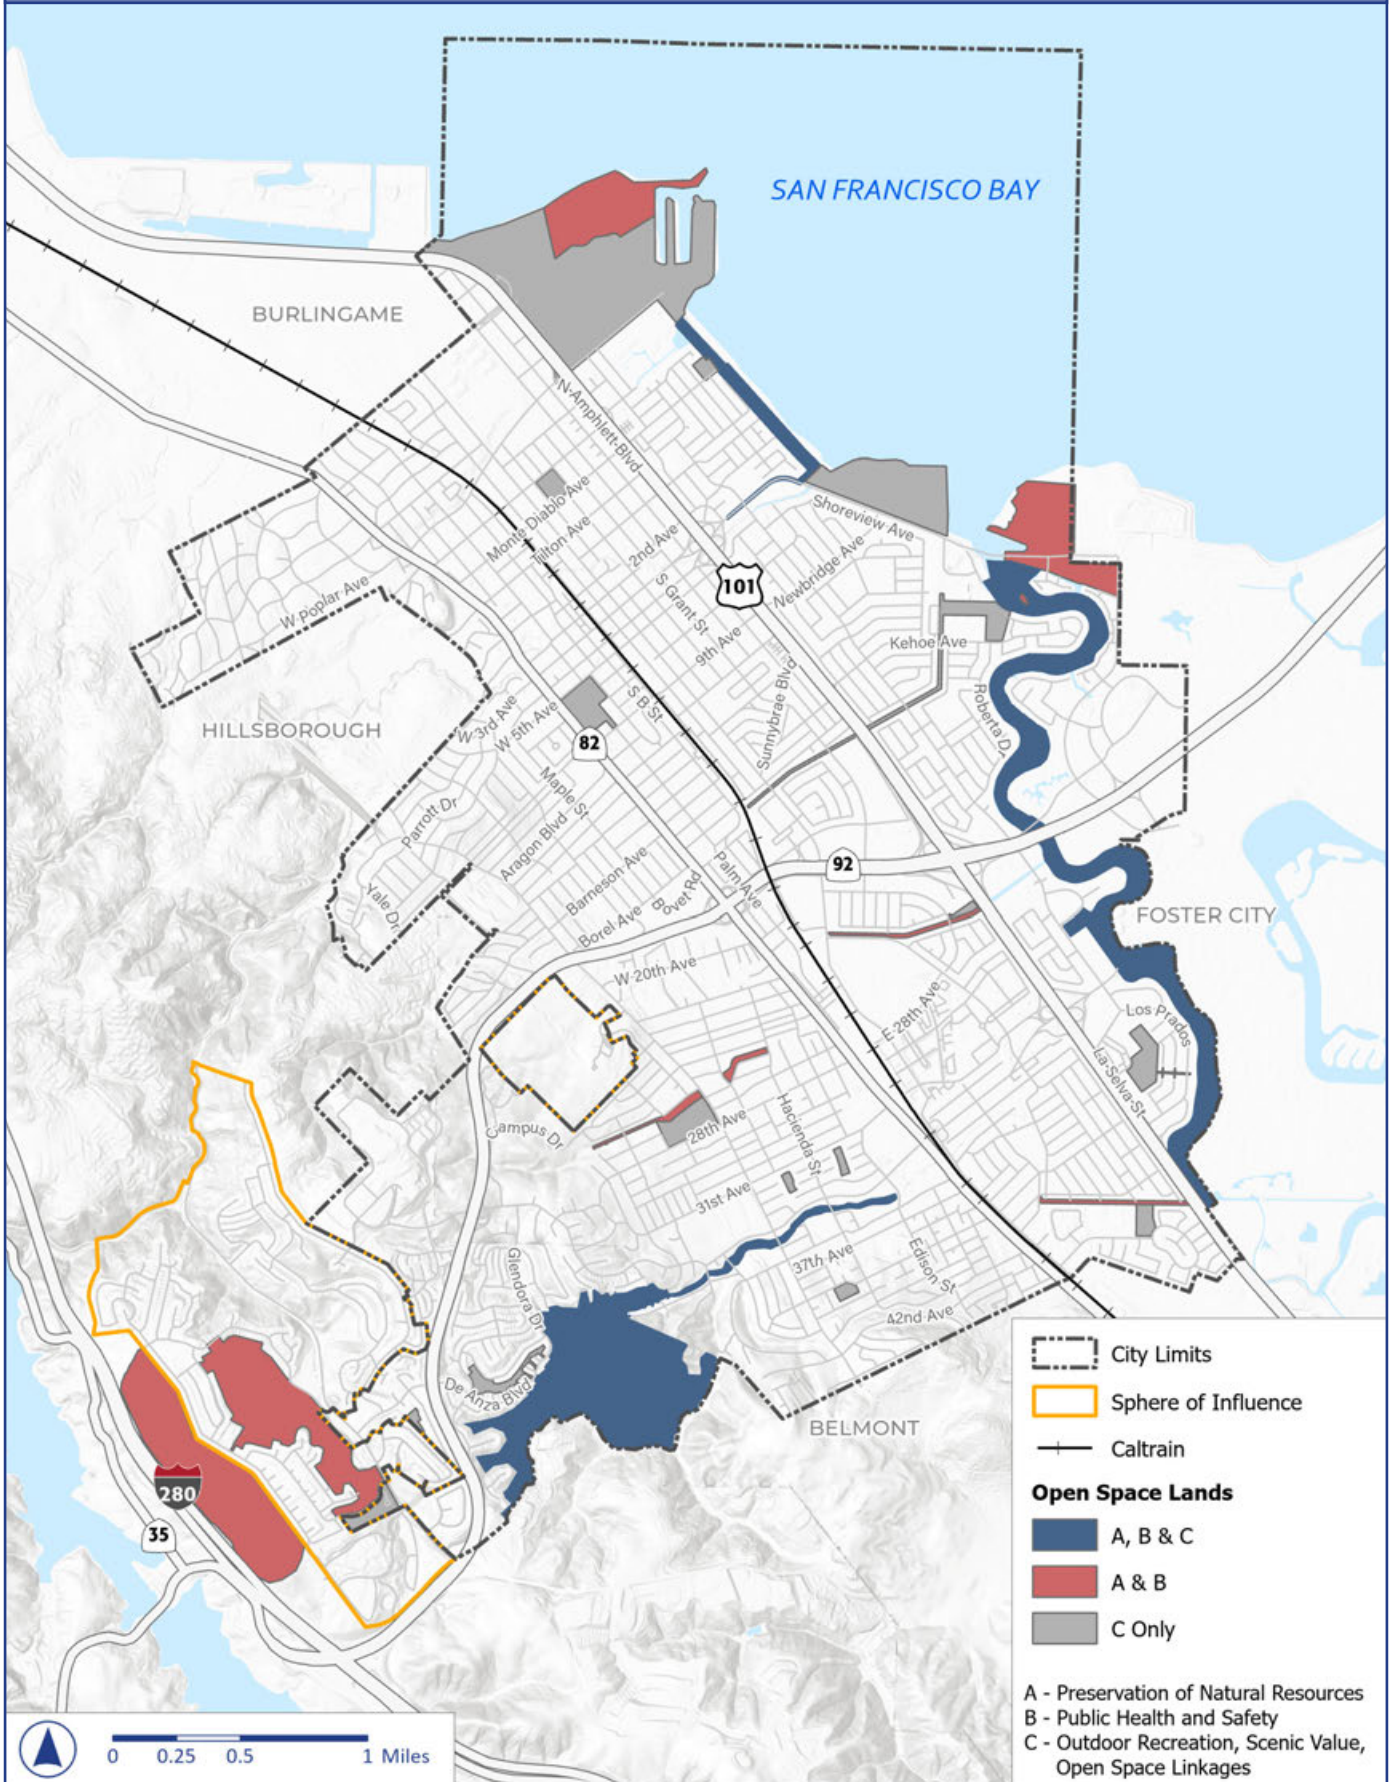 SAN FRANCISCO BAY
BURLINGAME
N Amphlett Blvd
Monte Diablo Ave
Tilton Ave
2nd Ave
Shoreview Ave
101
Newbridge Ave
S Grant St
W Poplar Ave
9th Ave
Kehoe Ave
Sunnybrae Blvd
Roberta Dr
S B St
W 3rd Ave
W 5th Ave
HILLSBOROUGH
82
Maple St
Parrott Dr
Aragon Blvd
Barneson Ave
Bovet Rd
Palm Ave
92
Yale Dr
Borel Ave
FOSTER CITY
W 20th Ave
E 28th Ave
Los Prados
La Selva St
Campus Dr
28th Ave
Hacienda St
31st Ave
37th Ave
Edison St
Glendora Dr
42nd Ave
De Anza Blvd
BELMONT
280
35
City Limits
Sphere of Influence
Caltrain
Open Space Lands
A, B & C
A & B
C Only
A - Preservation of Natural Resources
B - Public Health and Safety
C - Outdoor Recreation, Scenic Value,
Open Space Linkages
0 0.25 0.5 1 Miles